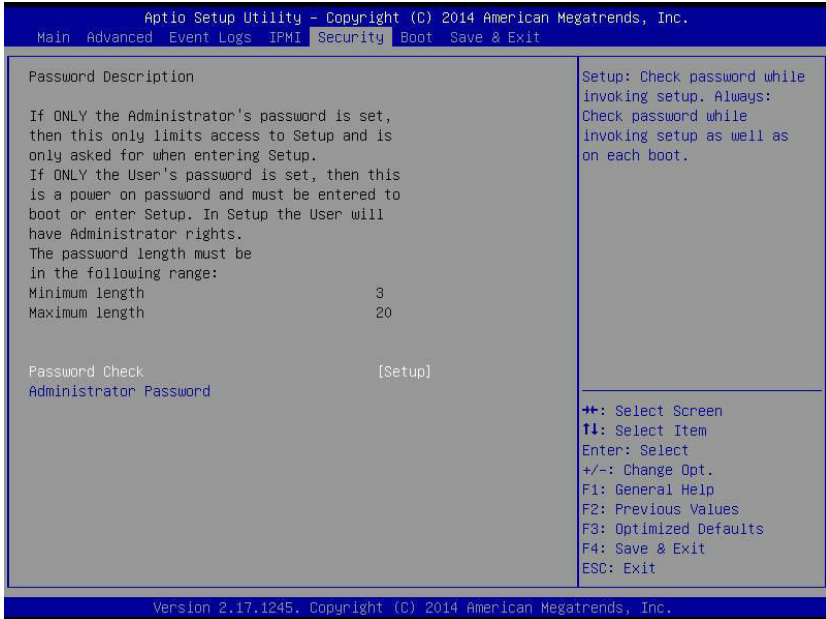 Aptio Setup Utility – Copyright (C) 2014 American Megatrends, Inc.
Main Advanced Event Logs IPMI Security Boot Save & Exit
Password Description
If ONLY the Administrator's password is set,
then this only limits access to Setup and is
only asked for when entering Setup.
If ONLY the User's password is set, then this
is a power on password and must be entered to
boot or enter Setup. In Setup the User will
have Administrator rights.
The password length must be
in the following range:
Minimum length 3
Maximum length 20
Password Check [Setup]
Administrator Password
Setup: Check password while
invoking setup. Always:
Check password while
invoking setup as well as
on each boot.
→←: Select Screen
↑↓: Select Item
Enter: Select
+/-: Change Opt.
F1: General Help
F2: Previous Values
F3: Optimized Defaults
F4: Save & Exit
ESC: Exit
Version 2.17.1245. Copyright (C) 2014 American Megatrends, Inc.